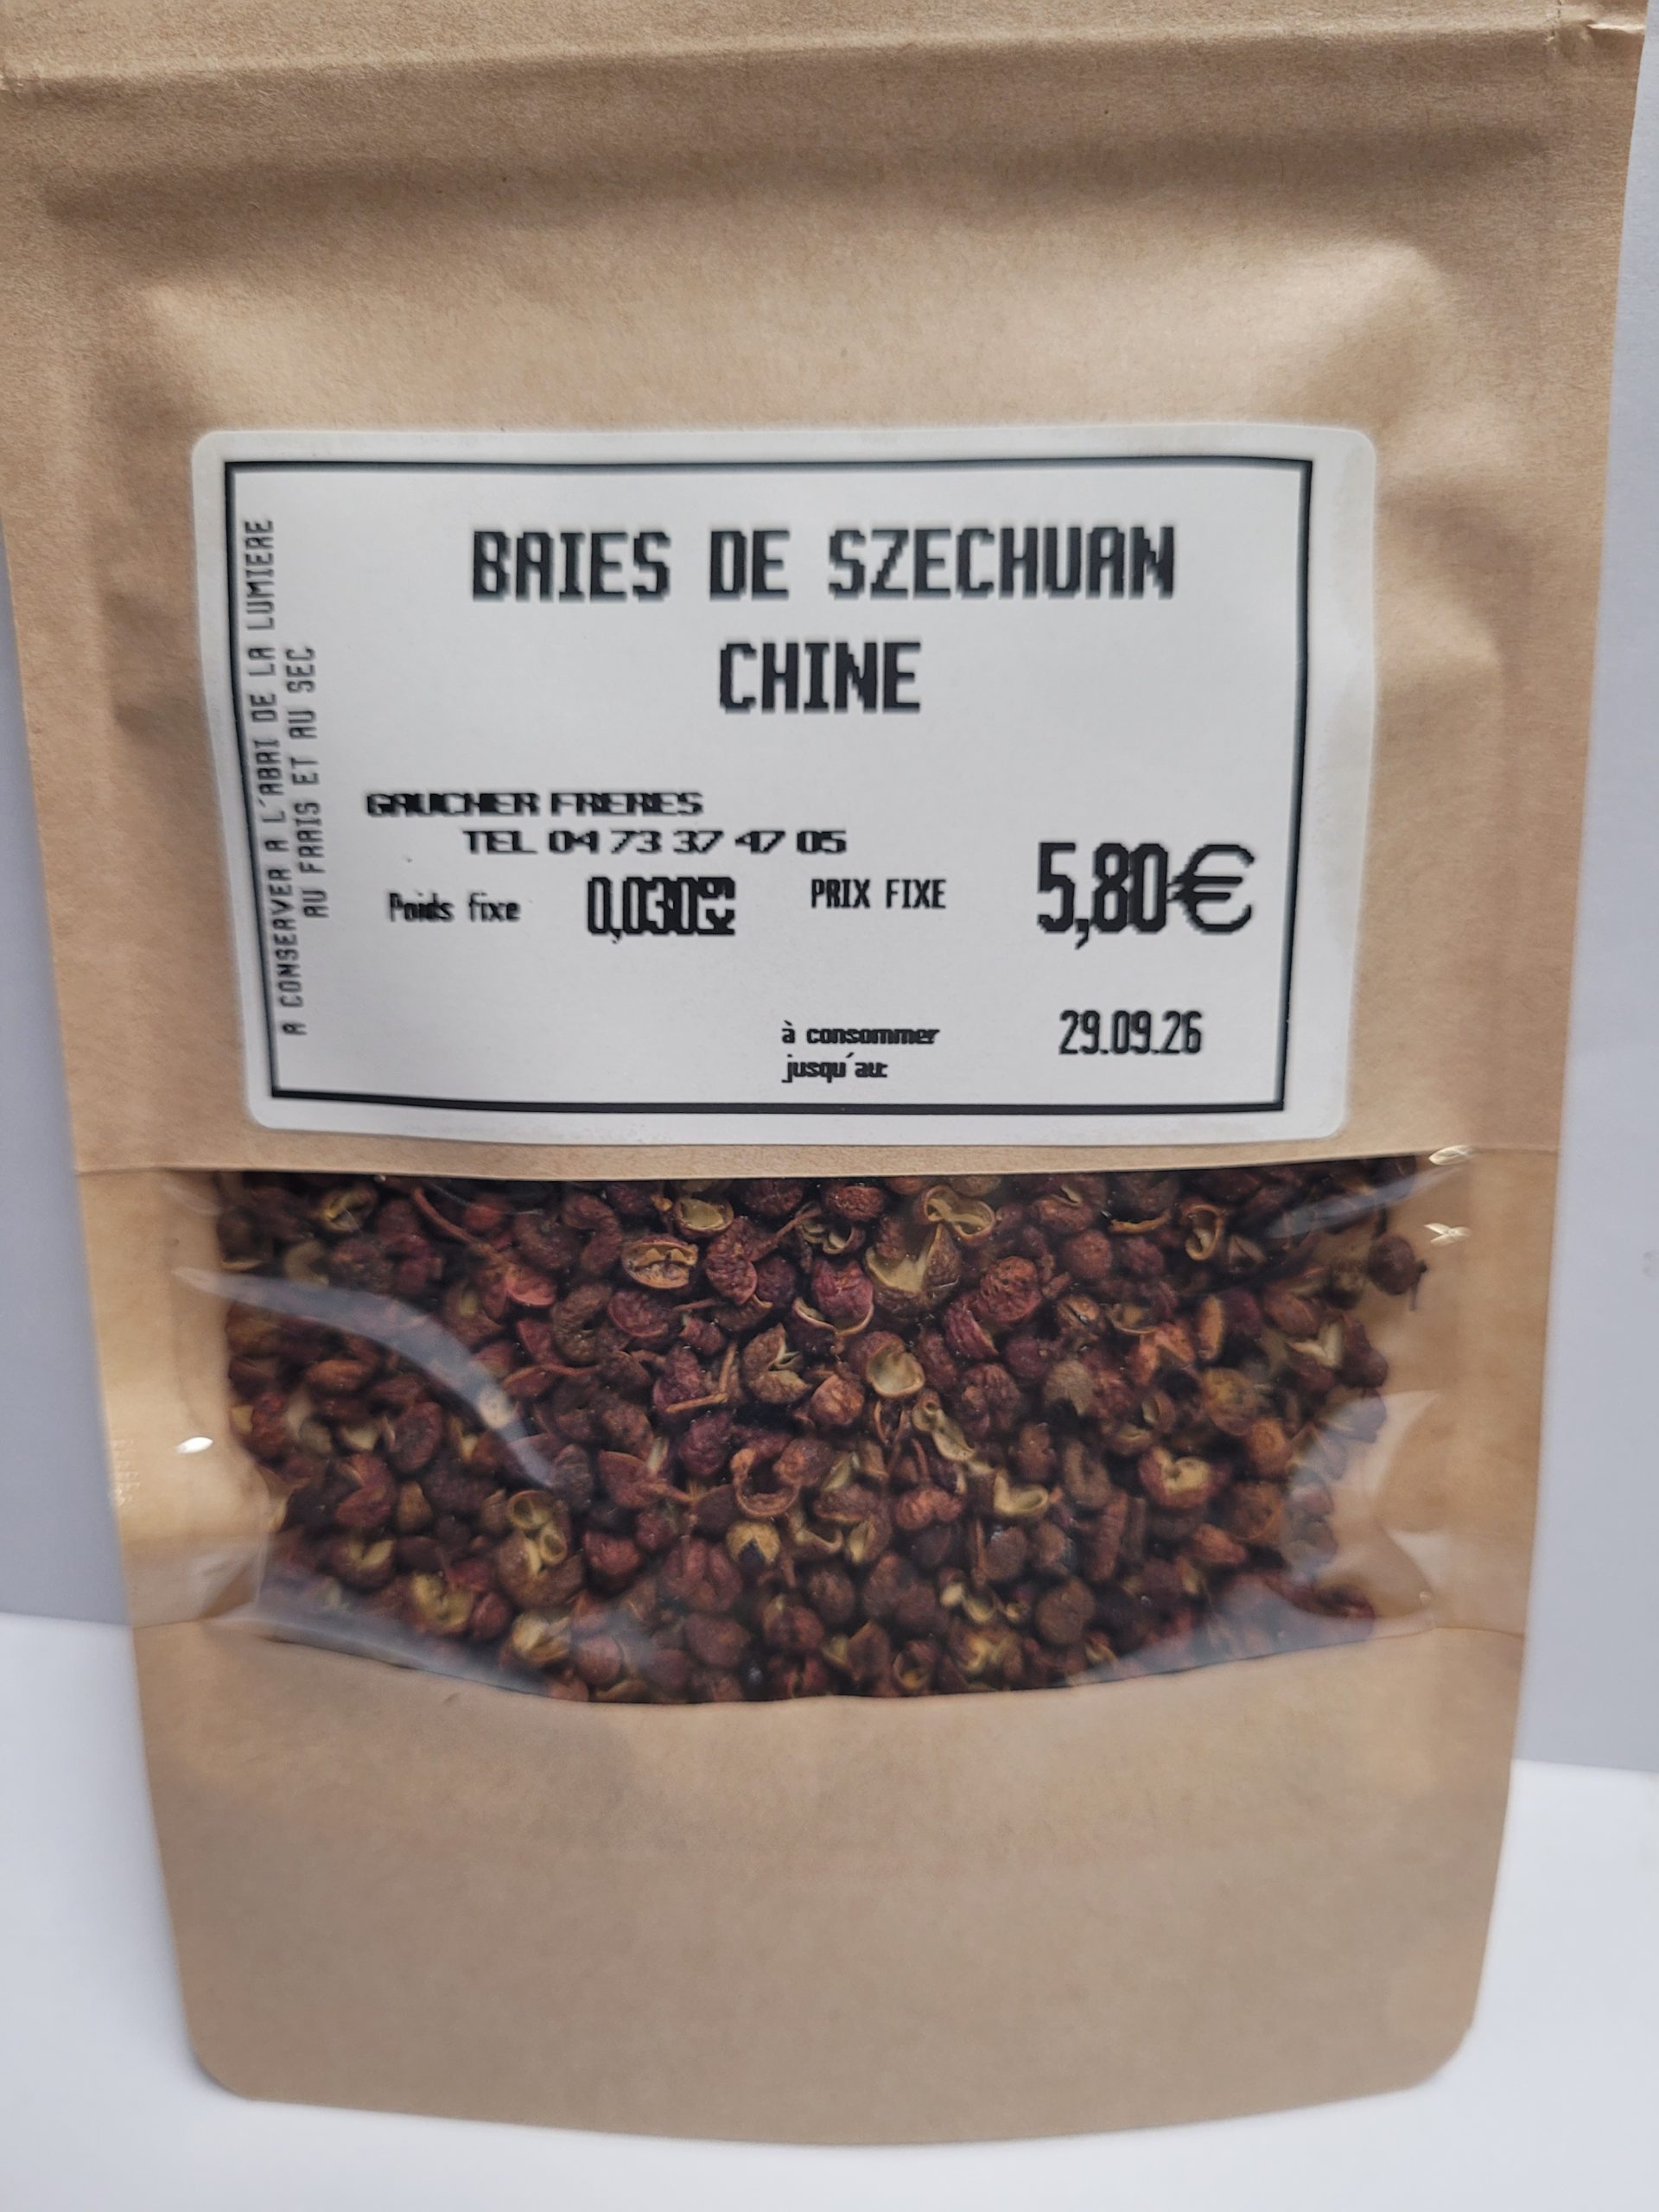 BAIES DE SZECHUAN
CHINE
GAUCHER FRERES
TEL 04 73 37 47 05
Poids fixe 0,030kg PRIX FIXE 5,80€
à consommer 29.09.26
jusqu'au:
A CONSERVER A L'ABRI DE LA LUMIERE
AU FRAIS ET AU SEC